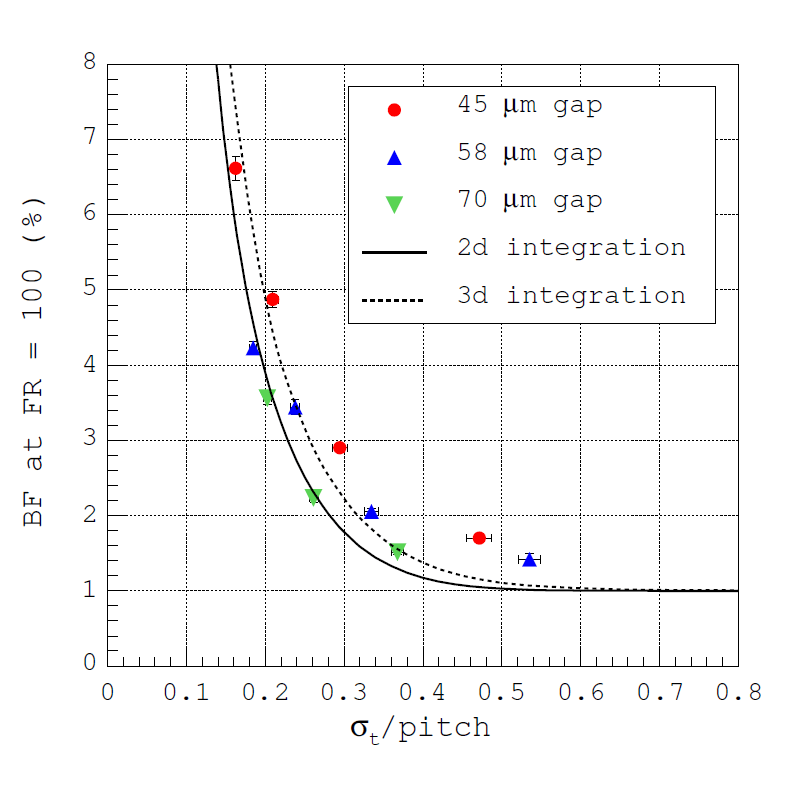 8
7
6
5
4
3
2
1
0
BF at FR = 100 (%)
45 μm gap
58 μm gap
70 μm gap
2d integration
3d integration
0 0.1 0.2 0.3 0.4 0.5 0.6 0.7 0.8
σt/pitch